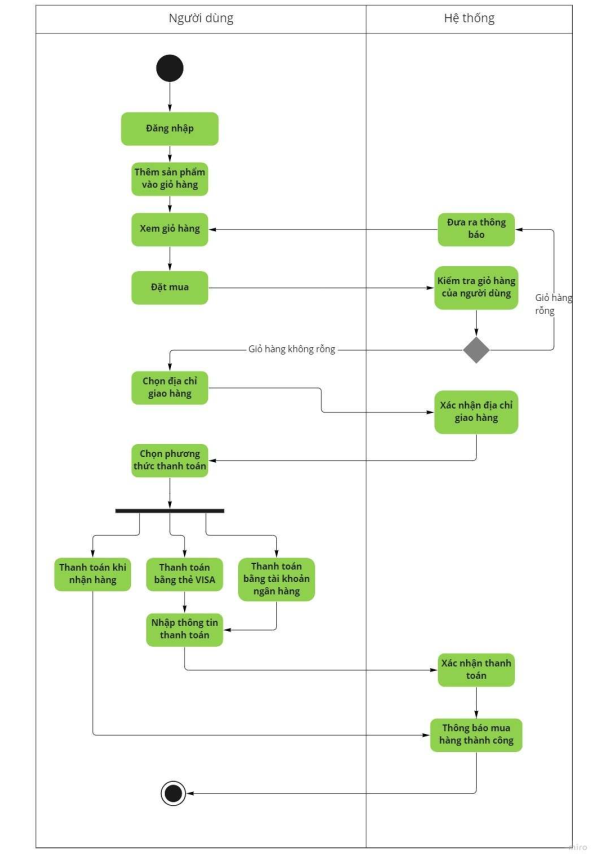 Người dùng
Hệ thống
Đăng nhập
Thêm sản phẩm
vào giỏ hàng
Xem giỏ hàng
Đưa ra thông
báo
Đặt mua
Kiểm tra giỏ hàng
của người dùng
Giỏ hàng
rỗng
Giỏ hàng không rỗng
Chọn địa chỉ
giao hàng
Xác nhận địa chỉ
giao hàng
Chọn phương
thức thanh toán
Thanh toán khi
nhận hàng
Thanh toán
bằng thẻ VISA
Thanh toán
bằng tài khoản
ngân hàng
Nhập thông tin
thanh toán
Xác nhận thanh
toán
Thông báo mua
hàng thành công
miro